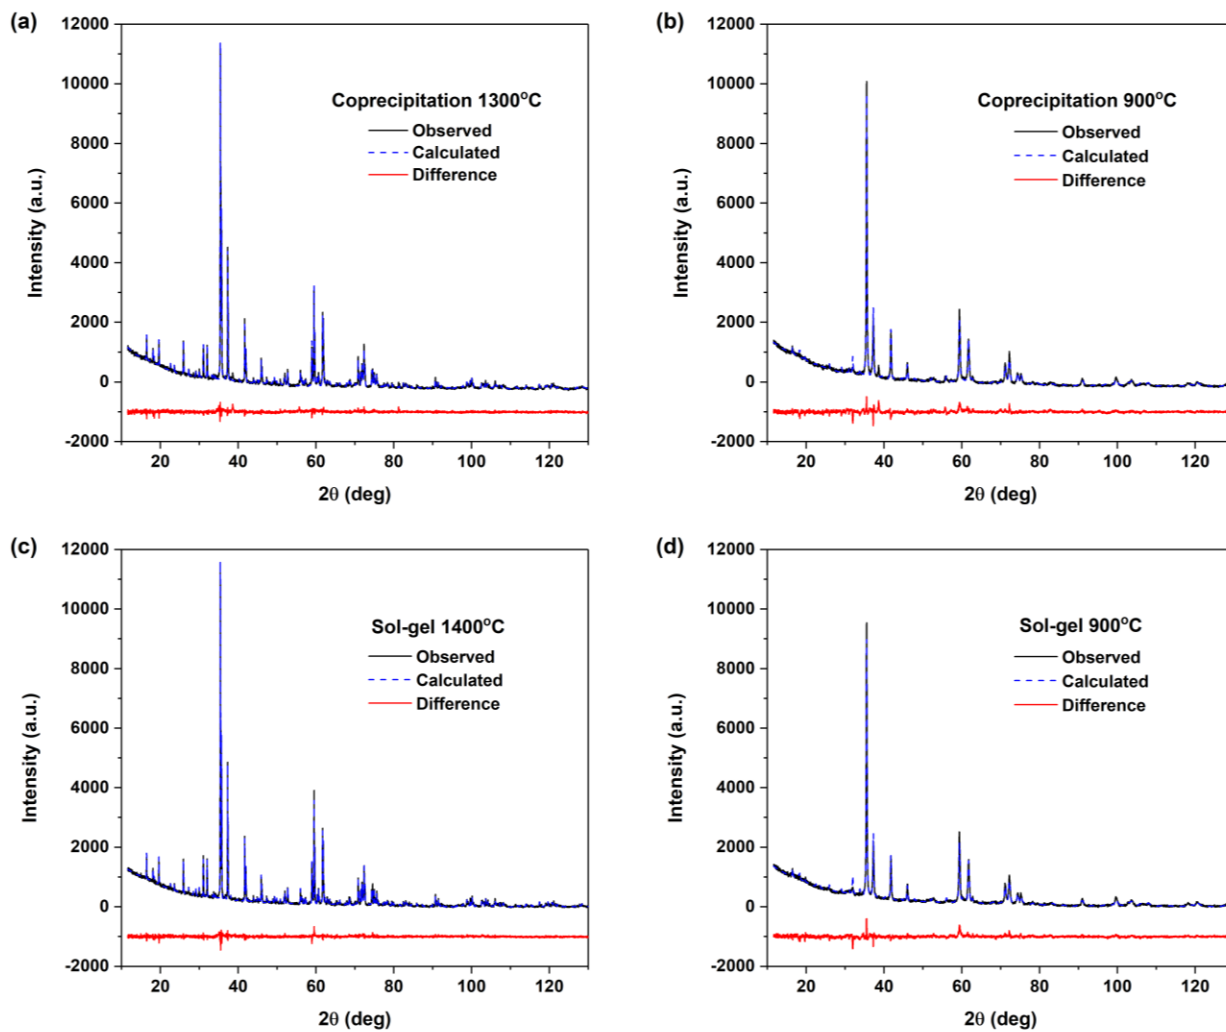 (a)
12000
10000
8000
6000
4000
2000
0
-2000
Intensity (a.u.)
Coprecipitation 1300°C
Observed
Calculated
Difference
20 40 60 80 100 120
2θ (deg)
(b)
12000
10000
8000
6000
4000
2000
0
-2000
Intensity (a.u.)
Coprecipitation 900°C
Observed
Calculated
Difference
20 40 60 80 100 120
2θ (deg)
(c)
12000
10000
8000
6000
4000
2000
0
-2000
Intensity (a.u.)
Sol-gel 1400°C
Observed
Calculated
Difference
20 40 60 80 100 120
2θ (deg)
(d)
12000
10000
8000
6000
4000
2000
0
-2000
Intensity (a.u.)
Sol-gel 900°C
Observed
Calculated
Difference
20 40 60 80 100 120
2θ (deg)